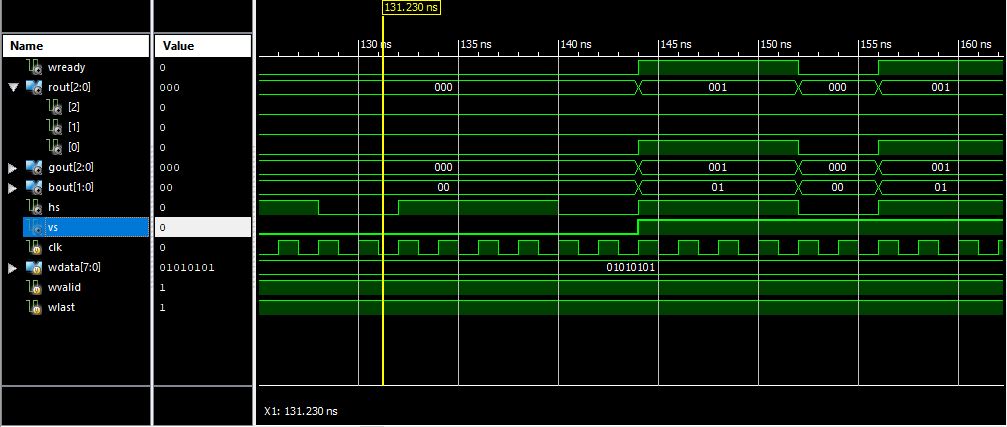 131.230 ns
Name Value
130 ns 135 ns 140 ns 145 ns 150 ns 155 ns 160 ns
wready 0
rout[2:0] 000 000 001 000 001
[2] 0
[1] 0
[0] 0
gout[2:0] 000 000 001 000 001
bout[1:0] 00 00 01 00 01
hs 0
vs 0
clk 0
wdata[7:0] 01010101 01010101
wvalid 1
wlast 1
X1: 131.230 ns